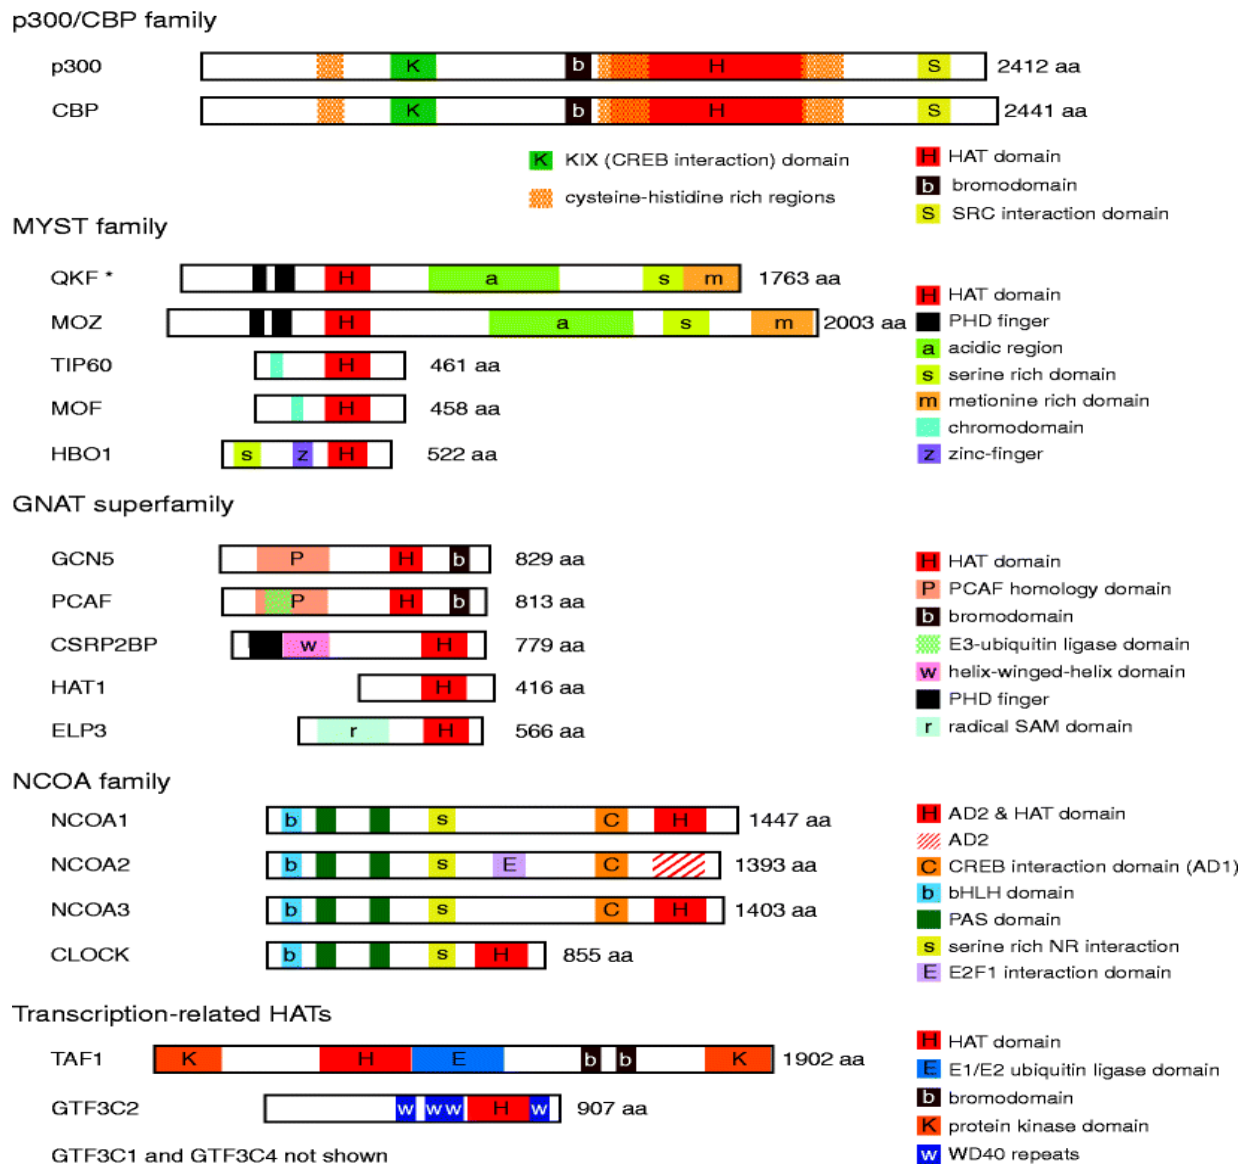 p300/CBP family
p300 K b H S 2412 aa
CBP K b H S 2441 aa
K KIX (CREB interaction) domain
cysteine-histidine rich regions
H HAT domain
b bromodomain
S SRC interaction domain
MYST family
QKF * H a s m 1763 aa
MOZ H a s m 2003 aa
TIP60 H 461 aa
MOF H 458 aa
HBO1 s z H 522 aa
H HAT domain
PHD finger
a acidic region
s serine rich domain
m metionine rich domain
chromodomain
z zinc-finger
GNAT superfamily
GCN5 P H b 829 aa
PCAF P H b 813 aa
CSRP2BP w H 779 aa
HAT1 H 416 aa
ELP3 r H 566 aa
H HAT domain
P PCAF homology domain
b bromodomain
E3-ubiquitin ligase domain
w helix-winged-helix domain
PHD finger
r radical SAM domain
NCOA family
NCOA1 b s C H 1447 aa
NCOA2 b s E C 1393 aa
NCOA3 b s C H 1403 aa
CLOCK b s H 855 aa
H AD2 & HAT domain
AD2
C CREB interaction domain (AD1)
b bHLH domain
PAS domain
s serine rich NR interaction
E E2F1 interaction domain
Transcription-related HATs
TAF1 K H E b b K 1902 aa
GTF3C2 w w w H w 907 aa
GTF3C1 and GTF3C4 not shown
H HAT domain
E E1/E2 ubiquitin ligase domain
b bromodomain
K protein kinase domain
w WD40 repeats